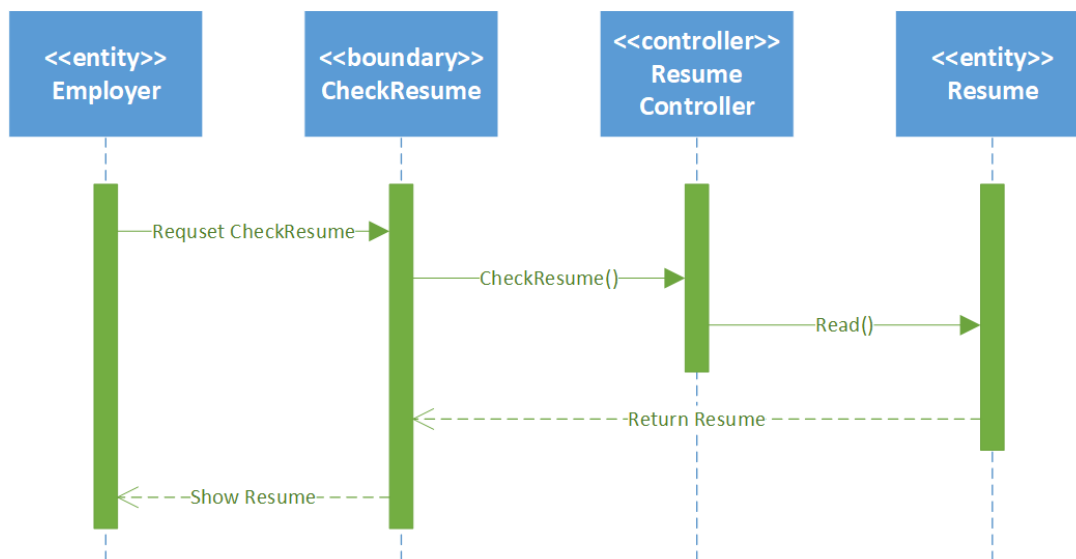 <<entity>>
Employer
<<boundary>>
CheckResume
<<controller>>
Resume
Controller
<<entity>>
Resume
Requset CheckResume
CheckResume()
Read()
Return Resume
Show Resume